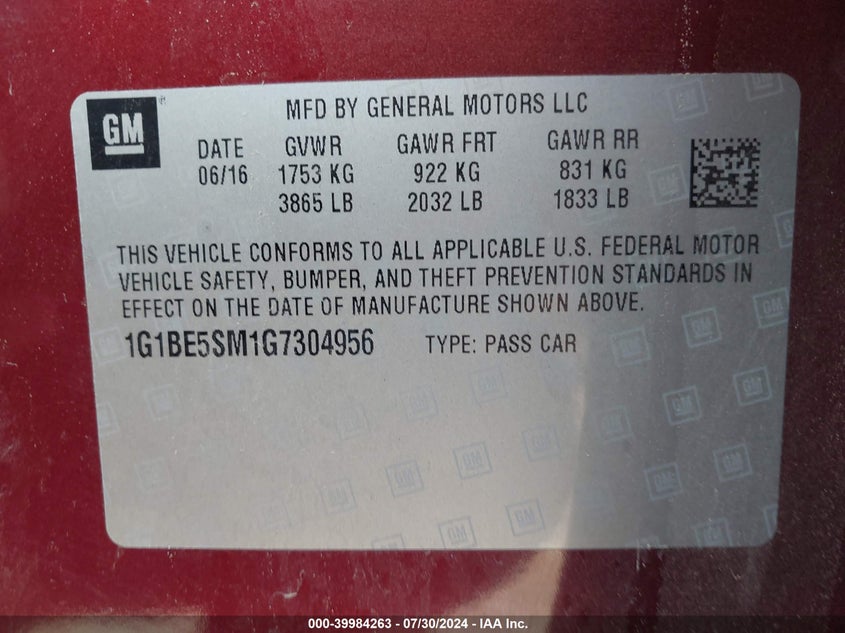 GM
MFD BY GENERAL MOTORS LLC
DATE GVWR GAWR FRT GAWR RR
06/16 1753 KG 922 KG 831 KG
3865 LB 2032 LB 1833 LB
THIS VEHICLE CONFORMS TO ALL APPLICABLE U.S. FEDERAL MOTOR
VEHICLE SAFETY, BUMPER, AND THEFT PREVENTION STANDARDS IN
EFFECT ON THE DATE OF MANUFACTURE SHOWN ABOVE.
1G1BE5SM1G7304956 TYPE: PASS CAR
000-39984263 - 07/30/2024 - IAA Inc.